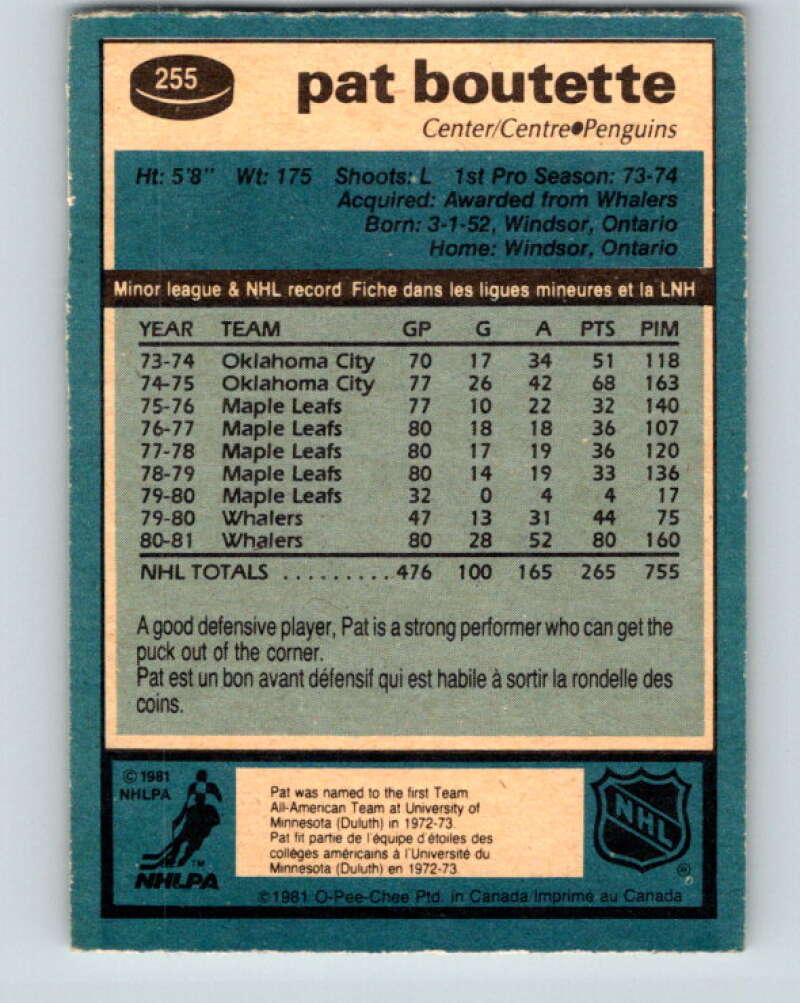 255
pat boutette
Center/Centre●Penguins
Ht: 5'8" Wt: 175 Shoots: L 1st Pro Season: 73-74
Acquired: Awarded from Whalers
Born: 3-1-52, Windsor, Ontario
Home: Windsor, Ontario
Minor league & NHL record Fiche dans les ligues mineures et la LNH
YEAR TEAM GP G A PTS PIM
73-74 Oklahoma City 70 17 34 51 118
74-75 Oklahoma City 77 26 42 68 163
75-76 Maple Leafs 77 10 22 32 140
76-77 Maple Leafs 80 18 18 36 107
77-78 Maple Leafs 80 17 19 36 120
78-79 Maple Leafs 80 14 19 33 136
79-80 Maple Leafs 32 0 4 4 17
79-80 Whalers 47 13 31 44 75
80-81 Whalers 80 28 52 80 160
NHL TOTALS .......... 476 100 165 265 755
A good defensive player, Pat is a strong performer who can get the
puck out of the corner.
Pat est un bon avant défensif qui est habile à sortir la rondelle des
coins.
© 1981
NHLPA
TM
NHLPA
Pat was named to the first Team
All-American Team at University of
Minnesota (Duluth) in 1972-73.
Pat fit partie de l'équipe d'étoiles des
collèges américains à l'Université du
Minnesota (Duluth) en 1972-73.
NHL
®
©1981 O-Pee-Chee Ptd. in Canada/Imprimé au Canada